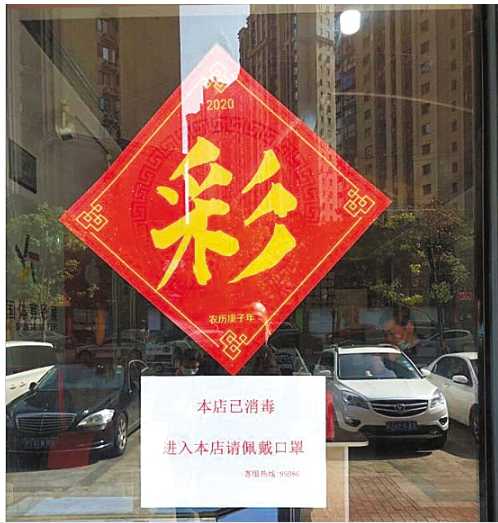 2020
彩
农历庚子年
本店已消毒
进入本店请佩戴口罩
客服热线:95086